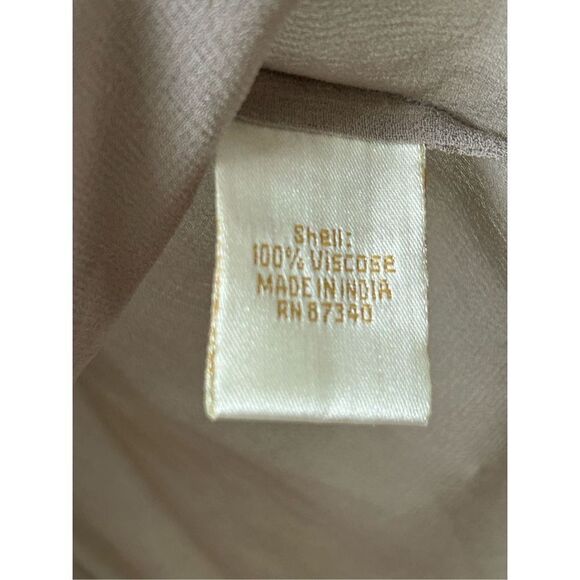 Shell:
100% Viscose
MADE IN INDIA
RN 87340